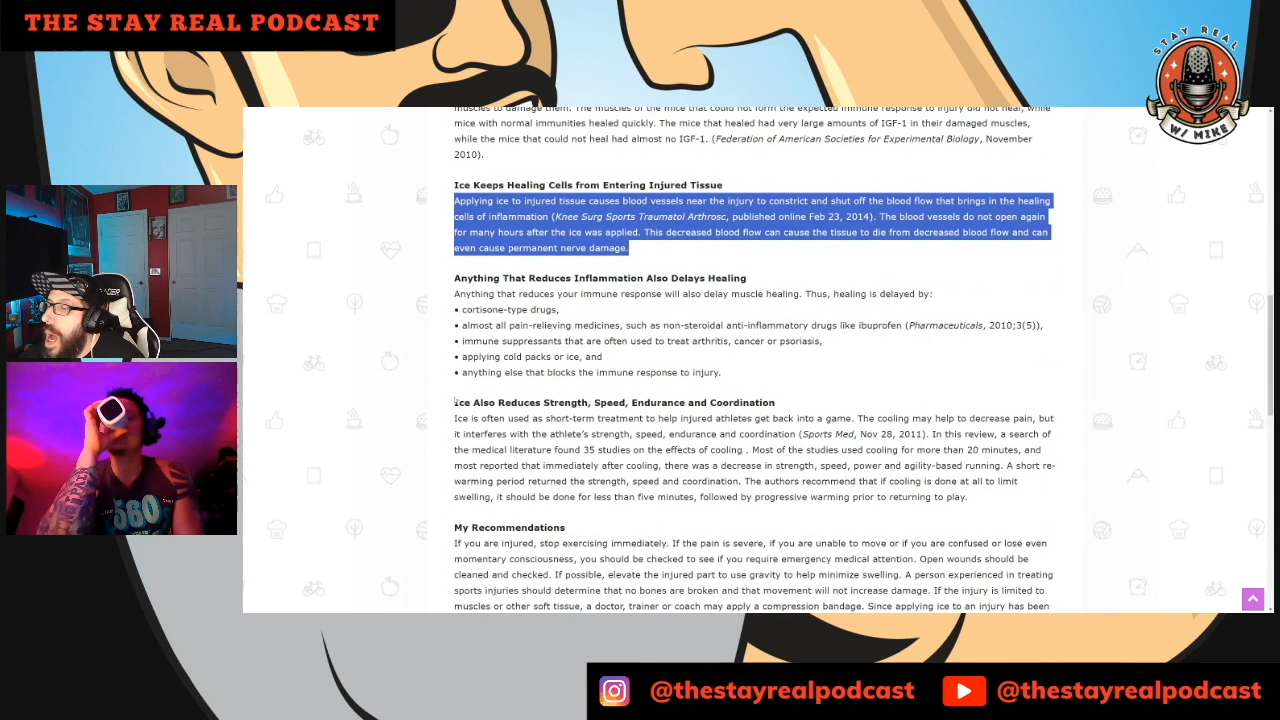 THE STAY REAL PODCAST
STAY REAL
W/ MIKE
muscles to damage them. The muscles of the mice that could not form the expected immune response to injury did not heal, while
mice with normal immunities healed quickly. The mice that healed had very large amounts of IGF-1 in their damaged muscles,
while the mice that could not heal had almost no IGF-1. (Federation of American Societies for Experimental Biology, November
2010).
Ice Keeps Healing Cells from Entering Injured Tissue
Applying ice to injured tissue causes blood vessels near the injury to constrict and shut off the blood flow that brings in the healing
cells of inflammation (Knee Surg Sports Traumatol Arthrosc, published online Feb 23, 2014). The blood vessels do not open again
for many hours after the ice was applied. This decreased blood flow can cause the tissue to die from decreased blood flow and can
even cause permanent nerve damage.
Anything That Reduces Inflammation Also Delays Healing
Anything that reduces your immune response will also delay muscle healing. Thus, healing is delayed by:
• cortisone-type drugs,
• almost all pain-relieving medicines, such as non-steroidal anti-inflammatory drugs like ibuprofen (Pharmaceuticals, 2010;3(5)),
• immune suppressants that are often used to treat arthritis, cancer or psoriasis,
• applying cold packs or ice, and
• anything else that blocks the immune response to injury.
Ice Also Reduces Strength, Speed, Endurance and Coordination
Ice is often used as short-term treatment to help injured athletes get back into a game. The cooling may help to decrease pain, but
it interferes with the athlete's strength, speed, endurance and coordination (Sports Med, Nov 28, 2011). In this review, a search of
the medical literature found 35 studies on the effects of cooling . Most of the studies used cooling for more than 20 minutes, and
most reported that immediately after cooling, there was a decrease in strength, speed, power and agility-based running. A short re-
warming period returned the strength, speed and coordination. The authors recommend that if cooling is done at all to limit
swelling, it should be done for less than five minutes, followed by progressive warming prior to returning to play.
My Recommendations
If you are injured, stop exercising immediately. If the pain is severe, if you are unable to move or if you are confused or lose even
momentary consciousness, you should be checked to see if you require emergency medical attention. Open wounds should be
cleaned and checked. If possible, elevate the injured part to use gravity to help minimize swelling. A person experienced in treating
sports injuries should determine that no bones are broken and that movement will not increase damage. If the injury is limited to
muscles or other soft tissue, a doctor, trainer or coach may apply a compression bandage. Since applying ice to an injury has been
560
@thestayrealpodcast
@thestayrealpodcast